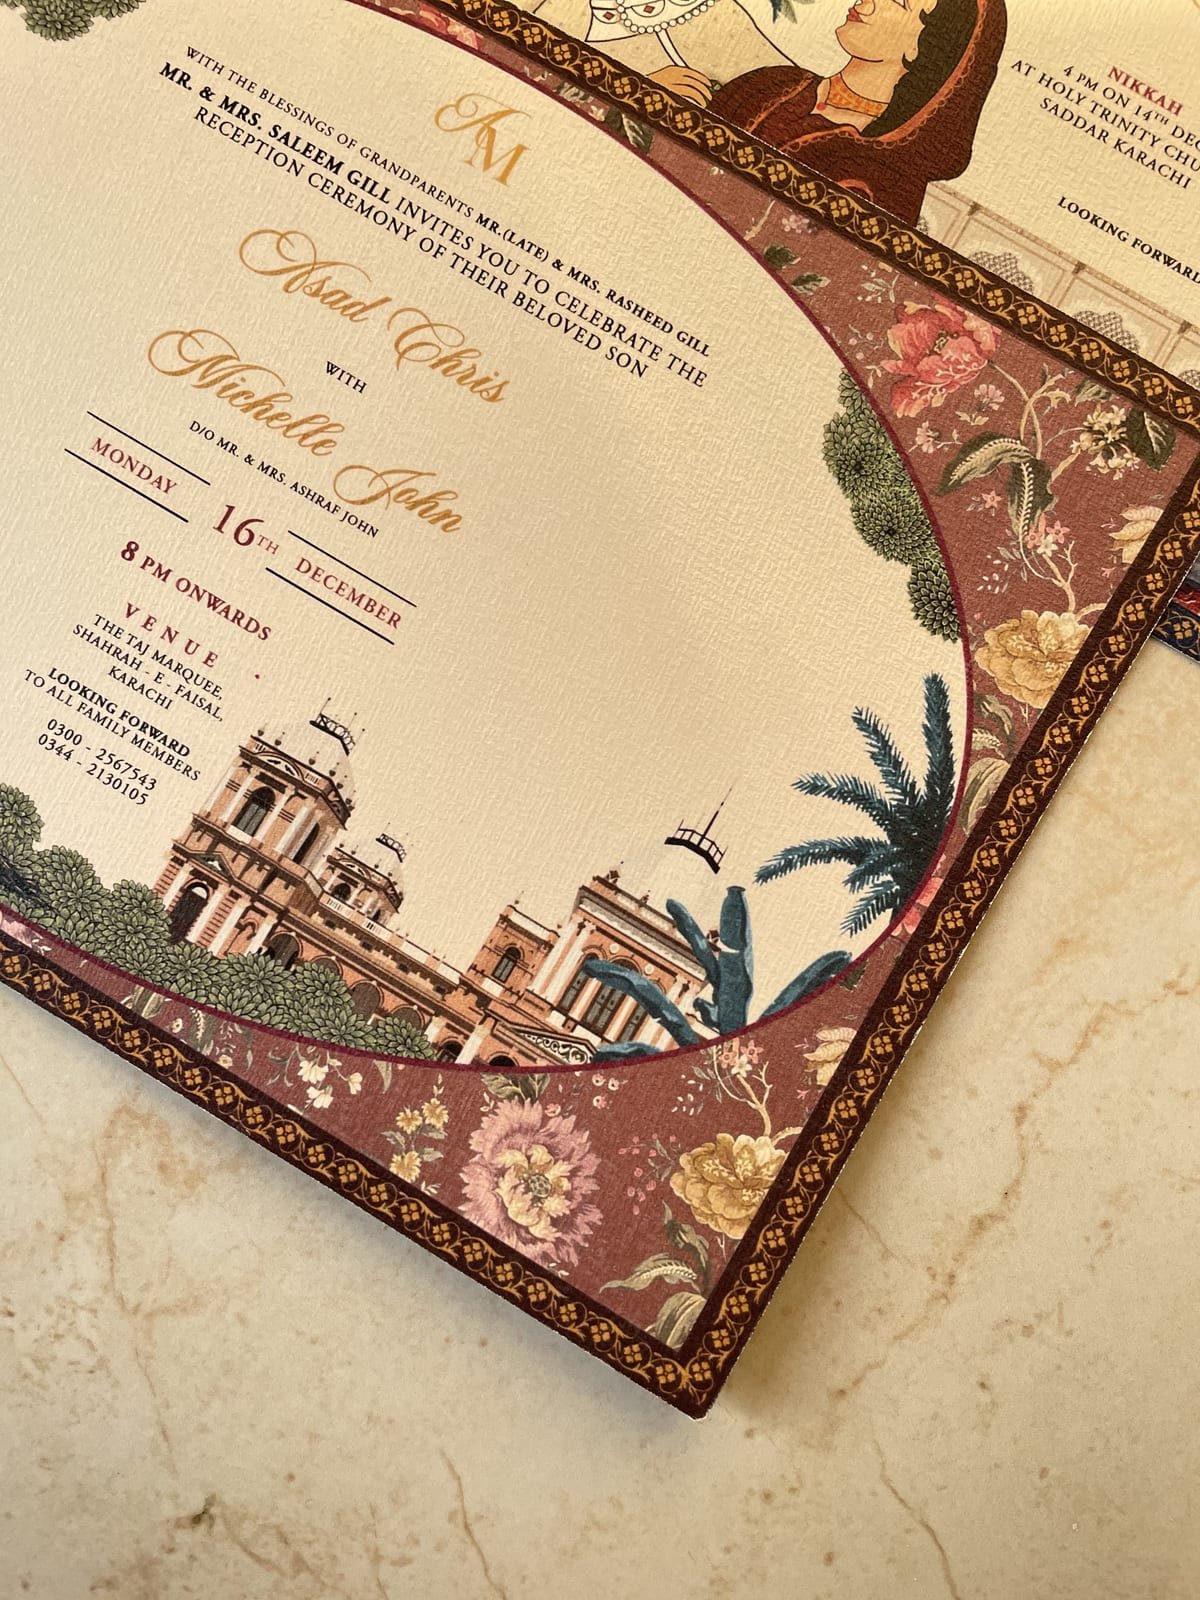 AM
WITH THE BLESSINGS OF GRANDPARENTS MR.(LATE) & MRS. RASHEED GILL
MR. & MRS. SALEEM GILL INVITES YOU TO CELEBRATE THE
RECEPTION CEREMONY OF THEIR BELOVED SON
Asad Chris
WITH
Michelle John
D/O MR. & MRS. ASHRAF JOHN
MONDAY 16TH DECEMBER
8 PM ONWARDS
VENUE
THE TAJ MARQUEE,
SHAHRAH - E - FAISAL,
KARACHI
LOOKING FORWARD
TO ALL FAMILY MEMBERS
0300 - 2567543
0344 - 2130105
NIKKAH
4 PM ON 14TH DEC
AT HOLY TRINITY CHU
SADDAR KARACHI
LOOKING FORWARD